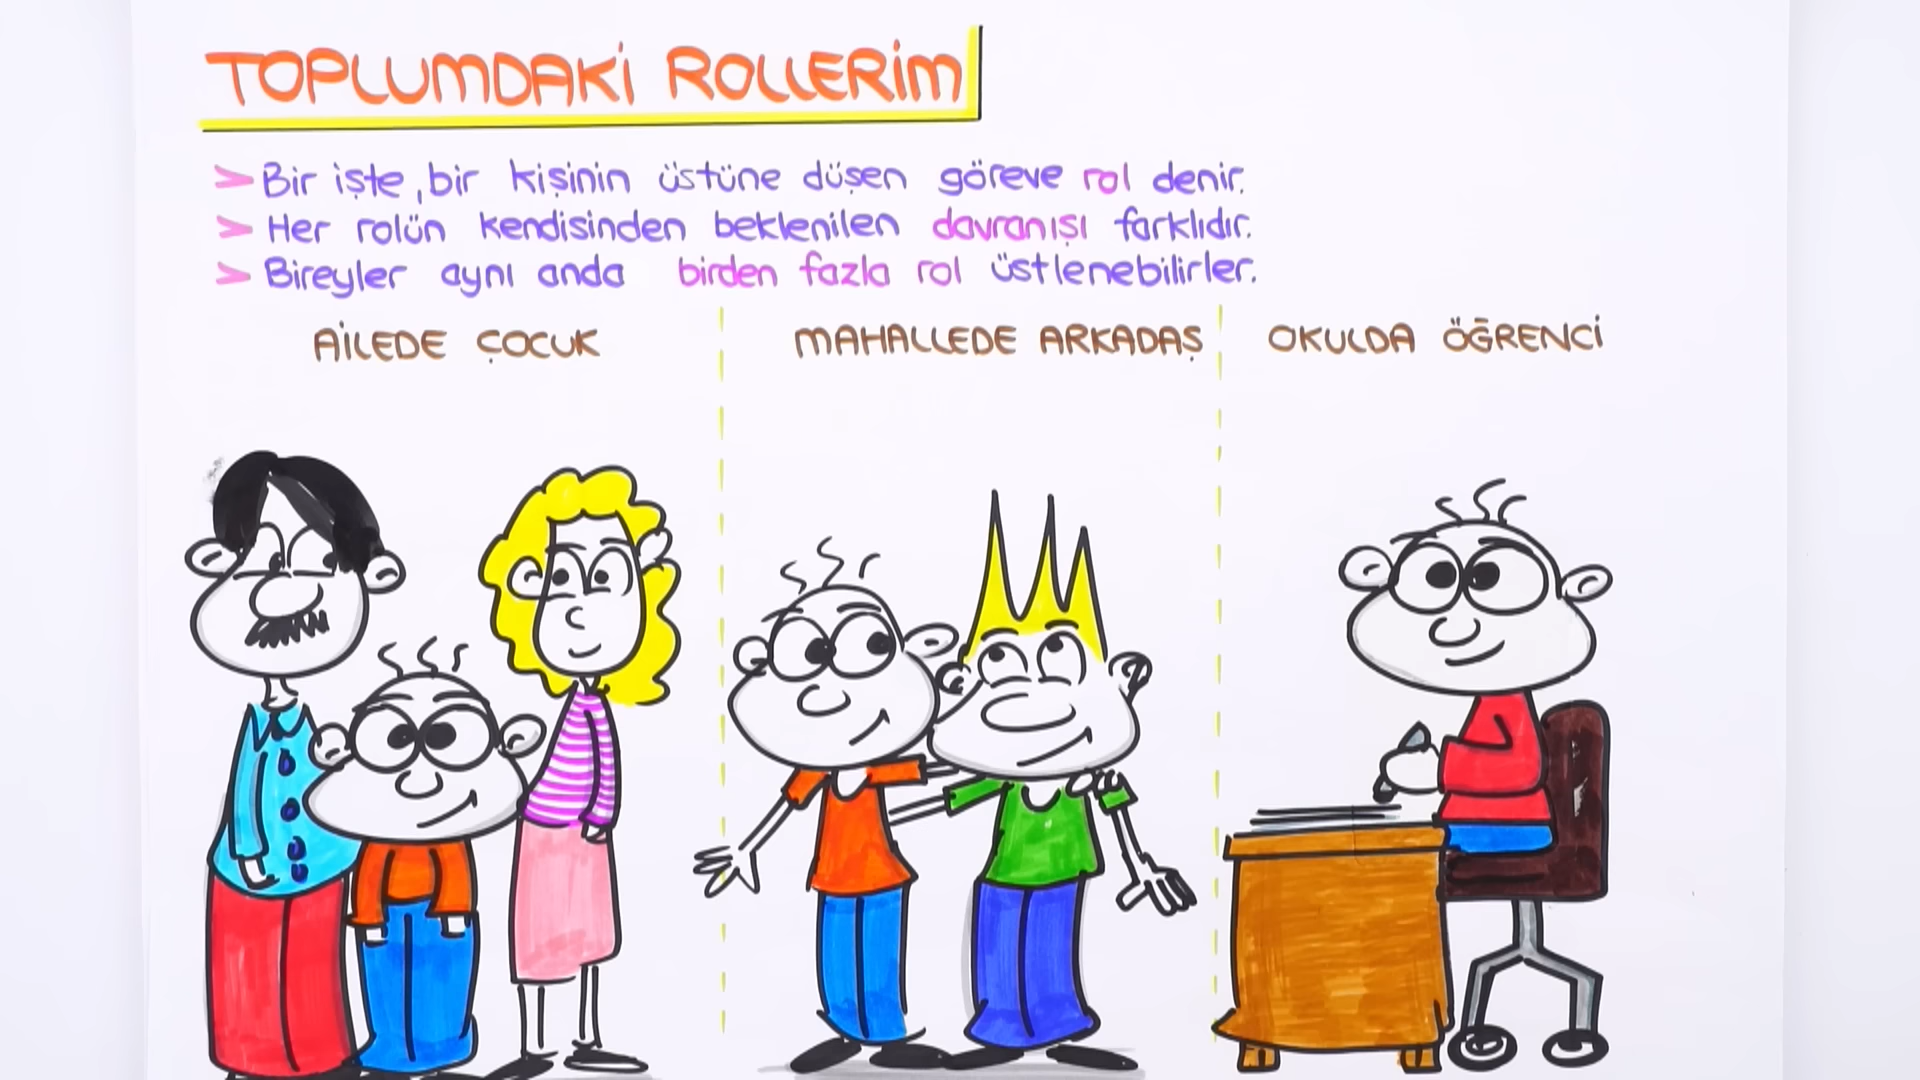 TOPLUMDAKİ ROLLERİM
> Bir işte, bir kişinin üstüne düşen göreve rol denir.
> Her rolün kendisinden beklenilen davranışı farklıdır.
> Bireyler aynı anda birden fazla rol üstlenebilirler.
AİLEDE ÇOCUK
MAHALLEDE ARKADAŞ
OKULDA ÖĞRENCİ